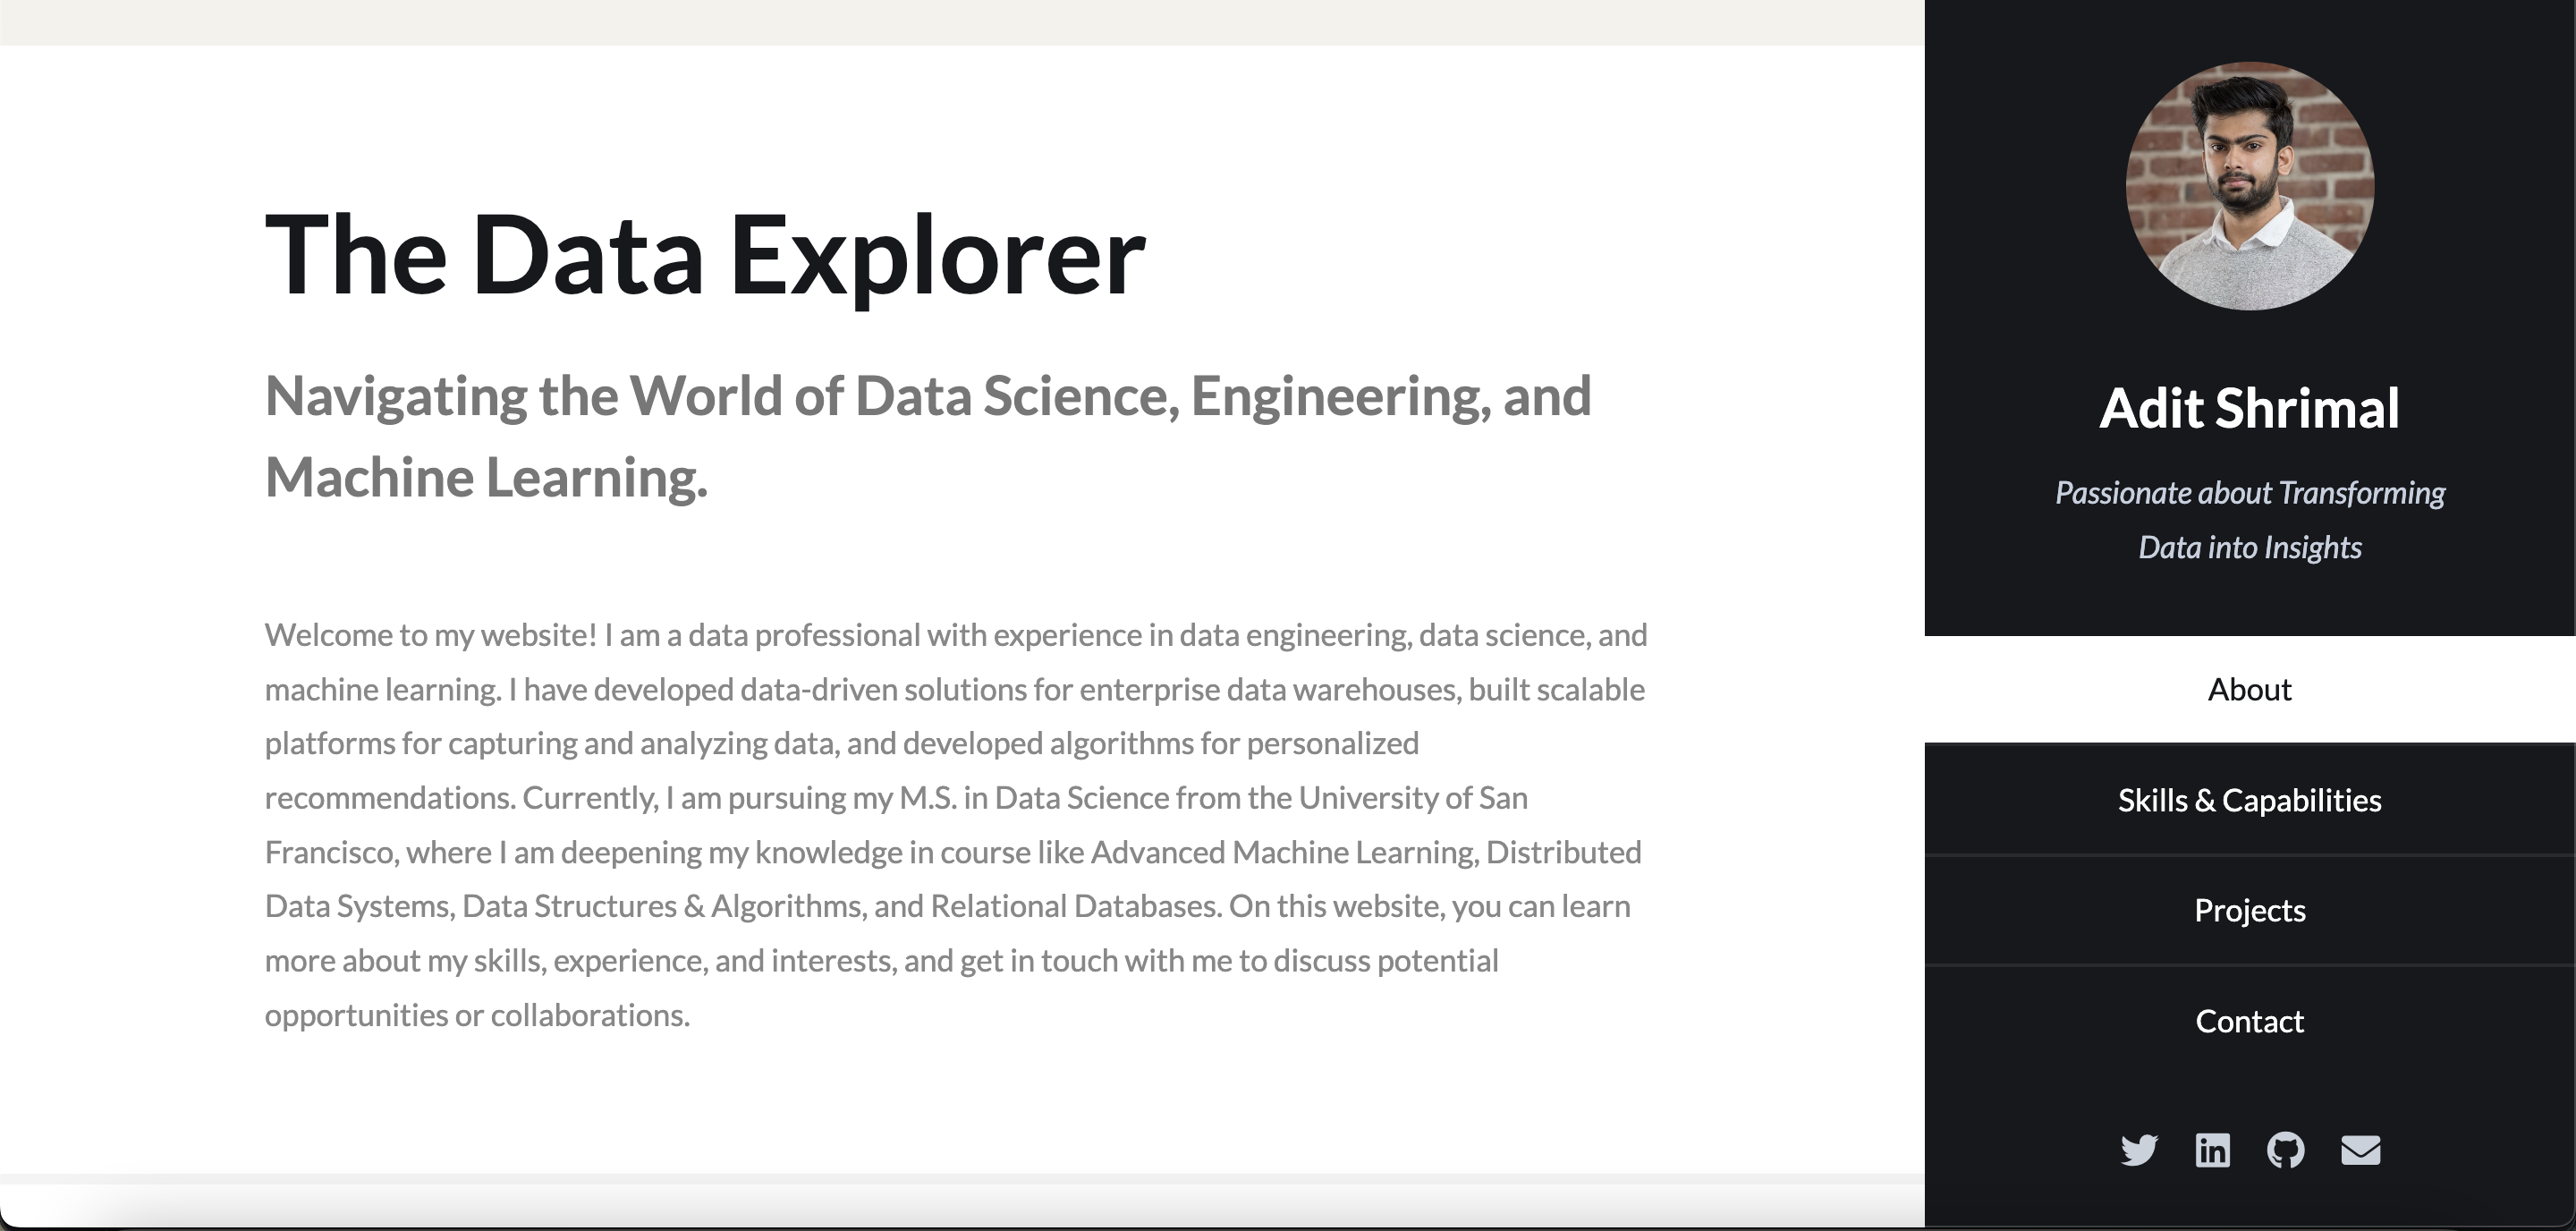 The Data Explorer
Navigating the World of Data Science, Engineering, and
Machine Learning.
Welcome to my website! I am a data professional with experience in data engineering, data science, and
machine learning. I have developed data-driven solutions for enterprise data warehouses, built scalable
platforms for capturing and analyzing data, and developed algorithms for personalized
recommendations. Currently, I am pursuing my M.S. in Data Science from the University of San
Francisco, where I am deepening my knowledge in course like Advanced Machine Learning, Distributed
Data Systems, Data Structures & Algorithms, and Relational Databases. On this website, you can learn
more about my skills, experience, and interests, and get in touch with me to discuss potential
opportunities or collaborations.
Adit Shrimal
Passionate about Transforming
Data into Insights
About
Skills & Capabilities
Projects
Contact
in